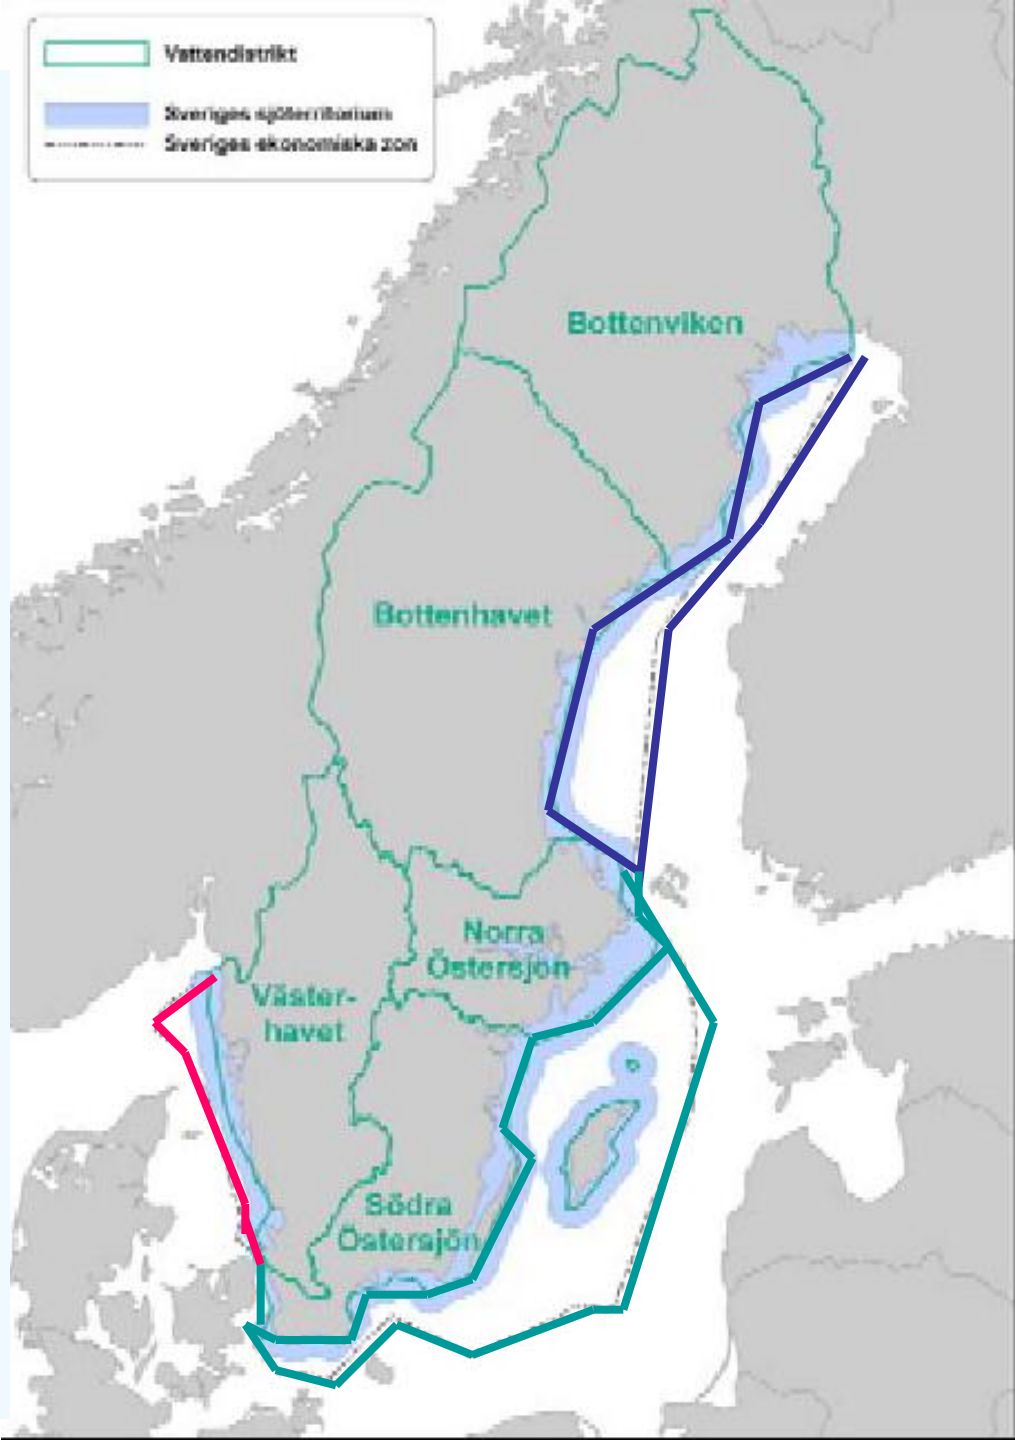 Vattendistrikt
Sveriges sjöterritorium
Sveriges ekonomiska zon
Bottenviken
Bottenhavet
Norra
Östersjön
Väster-
havet
Södra
Östersjön